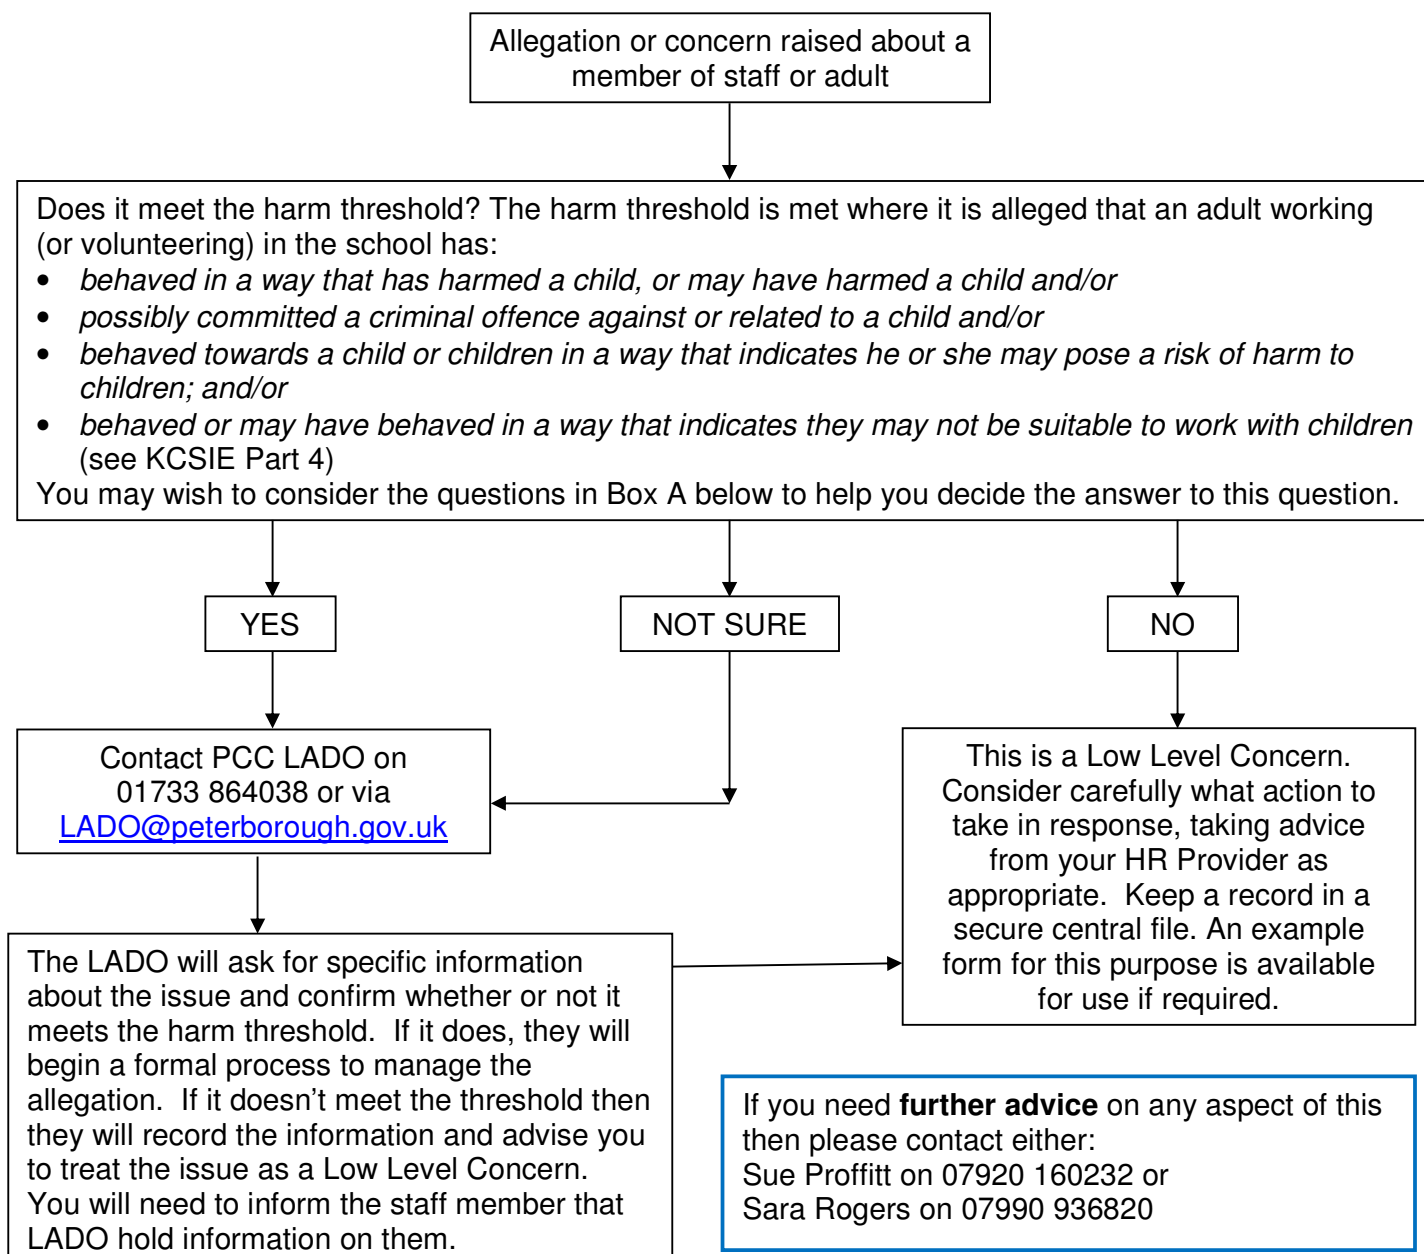 Allegation or concern raised about a
member of staff or adult
Does it meet the harm threshold? The harm threshold is met where it is alleged that an adult working
(or volunteering) in the school has:
• behaved in a way that has harmed a child, or may have harmed a child and/or
• possibly committed a criminal offence against or related to a child and/or
• behaved towards a child or children in a way that indicates he or she may pose a risk of harm to
children; and/or
• behaved or may have behaved in a way that indicates they may not be suitable to work with children
(see KCSIE Part 4)
You may wish to consider the questions in Box A below to help you decide the answer to this question.
YES
NOT SURE
NO
Contact PCC LADO on
01733 864038 or via
LADO@peterborough.gov.uk
This is a Low Level Concern.
Consider carefully what action to
take in response, taking advice
from your HR Provider as
appropriate.  Keep a record in a
secure central file. An example
form for this purpose is available
for use if required.
The LADO will ask for specific information
about the issue and confirm whether or not it
meets the harm threshold.  If it does, they will
begin a formal process to manage the
allegation.  If it doesn’t meet the threshold then
they will record the information and advise you
to treat the issue as a Low Level Concern.
You will need to inform the staff member that
LADO hold information on them.
If you need further advice on any aspect of this
then please contact either:
Sue Proffitt on 07920 160232 or
Sara Rogers on 07990 936820